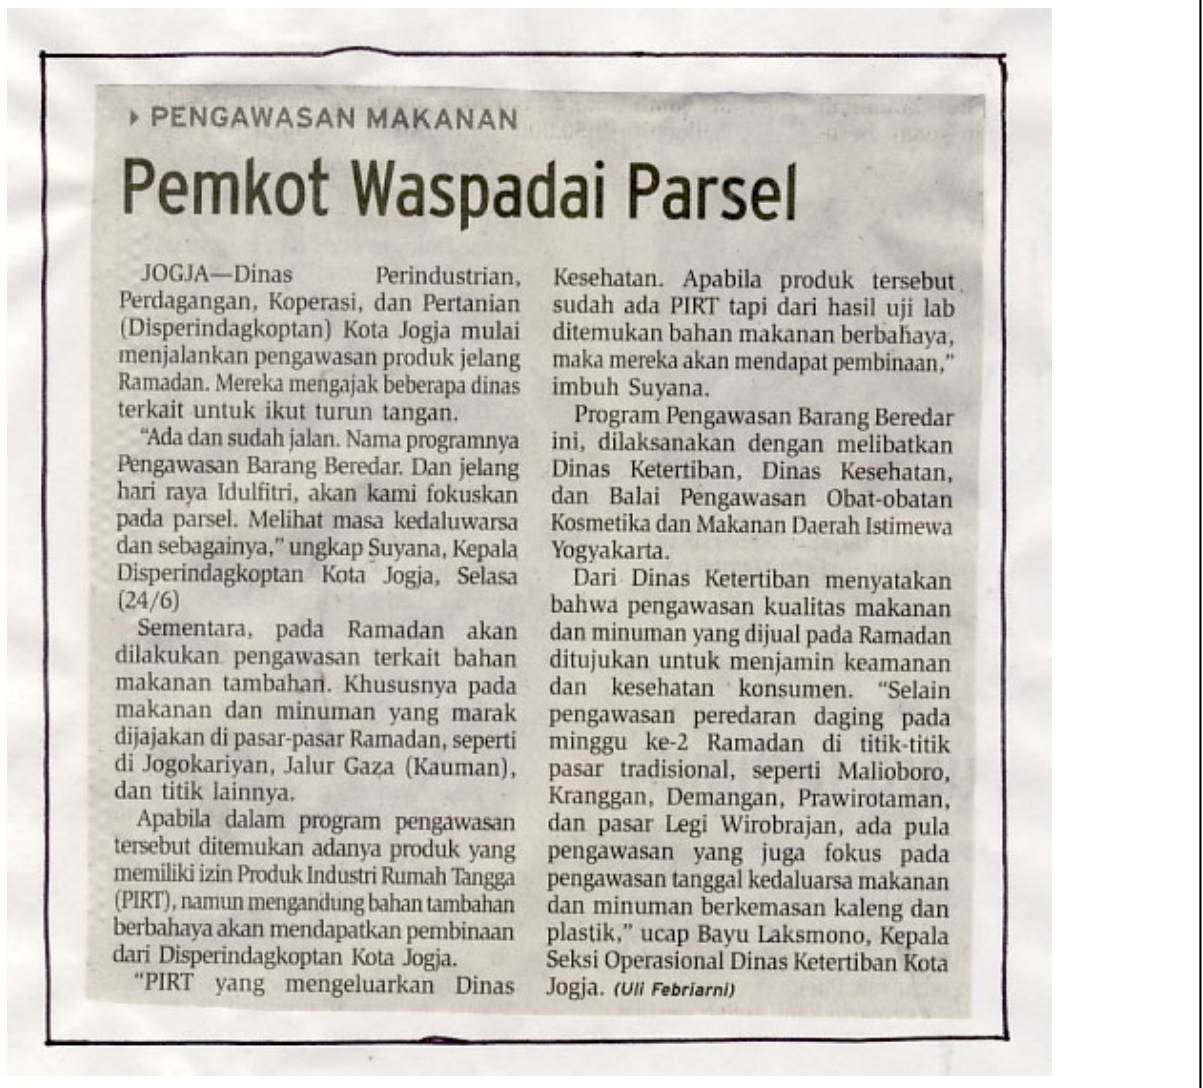 PENGAWASAN MAKANAN
Pemkot Waspadai Parsel
JOGJA—Dinas Perindustrian,
Perdagangan, Koperasi, dan Pertanian
(Disperindagkoptan) Kota Jogja mulai
menjalankan pengawasan produk jelang
Ramadan. Mereka mengajak beberapa dinas
terkait untuk ikut turun tangan.
“Ada dan sudah jalan. Nama programnya
Pengawasan Barang Beredar. Dan jelang
hari raya Idulfitri, akan kami fokuskan
pada parsel. Melihat masa kedaluwarsa
dan sebagainya,” ungkap Suyana, Kepala
Disperindagkoptan Kota Jogja, Selasa
(24/6)
Sementara, pada Ramadan akan
dilakukan pengawasan terkait bahan
makanan tambahan. Khususnya pada
makanan dan minuman yang marak
dijajakan di pasar-pasar Ramadan, seperti
di Jogokariyan, Jalur Gaza (Kauman),
dan titik lainnya.
Apabila dalam program pengawasan
tersebut ditemukan adanya produk yang
memiliki izin Produk Industri Rumah Tangga
(PIRT), namun mengandung bahan tambahan
berbahaya akan mendapatkan pembinaan
dari Disperindagkoptan Kota Jogja.
“PIRT yang mengeluarkan Dinas
Kesehatan. Apabila produk tersebut
sudah ada PIRT tapi dari hasil uji lab
ditemukan bahan makanan berbahaya,
maka mereka akan mendapat pembinaan,”
imbuh Suyana.
Program Pengawasan Barang Beredar
ini, dilaksanakan dengan melibatkan
Dinas Ketertiban, Dinas Kesehatan,
dan Balai Pengawasan Obat-obatan
Kosmetika dan Makanan Daerah Istimewa
Yogyakarta.
Dari Dinas Ketertiban menyatakan
bahwa pengawasan kualitas makanan
dan minuman yang dijual pada Ramadan
ditujukan untuk menjamin keamanan
dan kesehatan konsumen. “Selain
pengawasan peredaran daging pada
minggu ke-2 Ramadan di titik-titik
pasar tradisional, seperti Malioboro,
Kranggan, Demangan, Prawirotaman,
dan pasar Legi Wirobrajan, ada pula
pengawasan yang juga fokus pada
pengawasan tanggal kedaluarsa makanan
dan minuman berkemasan kaleng dan
plastik,” ucap Bayu Laksmono, Kepala
Seksi Operasional Dinas Ketertiban Kota
Jogja. (Uli Febriarni)